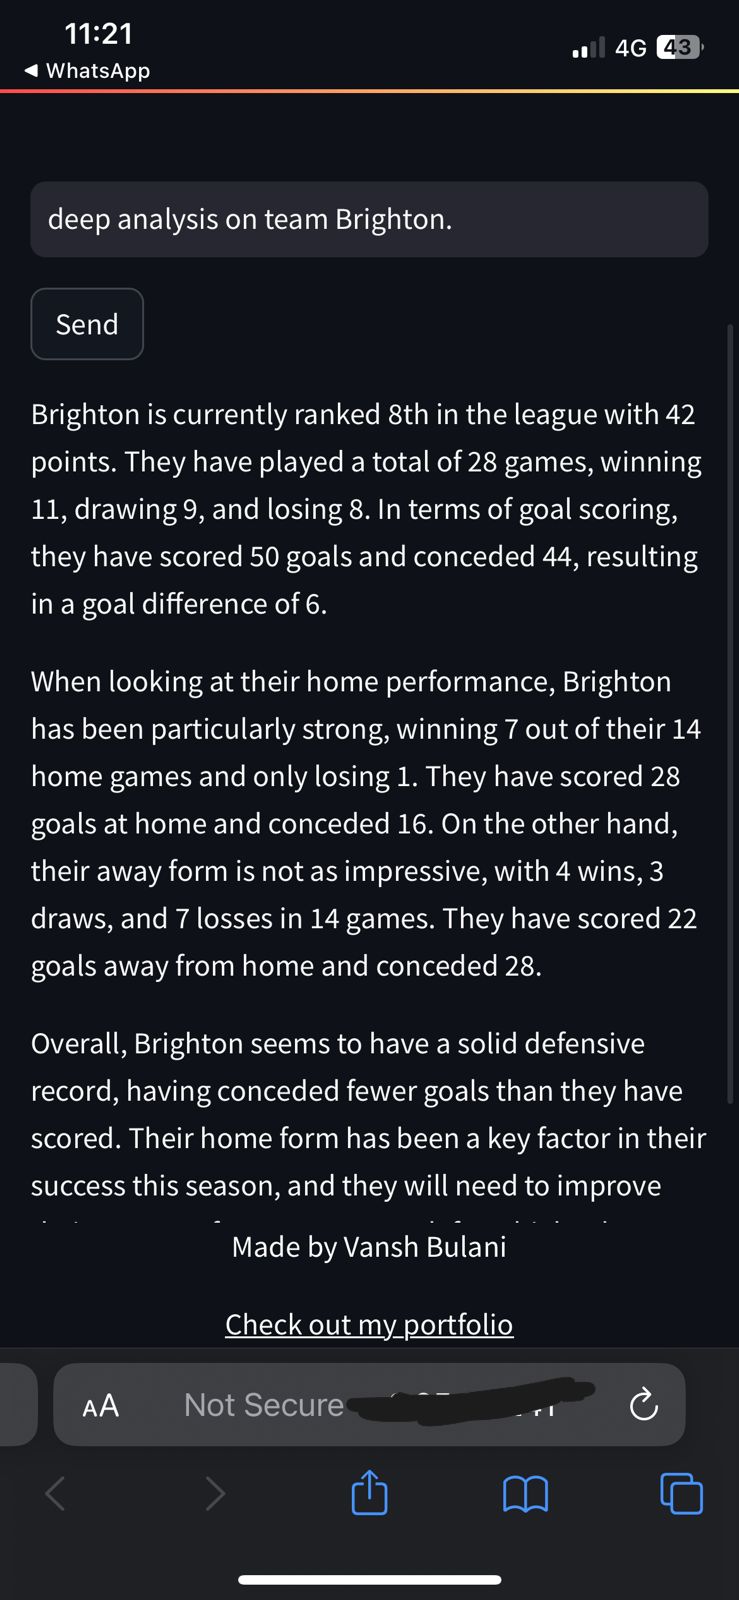 11:21
WhatsApp
4G 43
deep analysis on team Brighton.
Send
Brighton is currently ranked 8th in the league with 42
points. They have played a total of 28 games, winning
11, drawing 9, and losing 8. In terms of goal scoring,
they have scored 50 goals and conceded 44, resulting
in a goal difference of 6.
When looking at their home performance, Brighton
has been particularly strong, winning 7 out of their 14
home games and only losing 1. They have scored 28
goals at home and conceded 16. On the other hand,
their away form is not as impressive, with 4 wins, 3
draws, and 7 losses in 14 games. They have scored 22
goals away from home and conceded 28.
Overall, Brighton seems to have a solid defensive
record, having conceded fewer goals than they have
scored. Their home form has been a key factor in their
success this season, and they will need to improve
Made by Vansh Bulani
Check out my portfolio
AA Not Secure